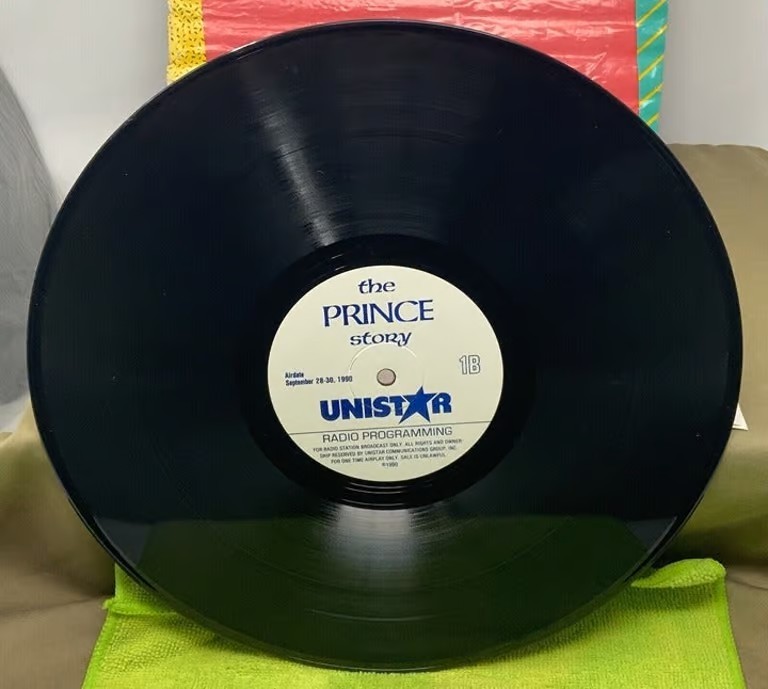 the
PRINCE
story
1B
Airdate
September 28-30, 1990
UNISTAR
RADIO PROGRAMMING
FOR RADIO STATION BROADCAST ONLY. ALL RIGHTS AND OWNER-
SHIP RESERVED BY UNISTAR COMMUNICATIONS GROUP, INC.
FOR ONE TIME AIRPLAY ONLY. SALE IS UNLAWFUL.
©1990